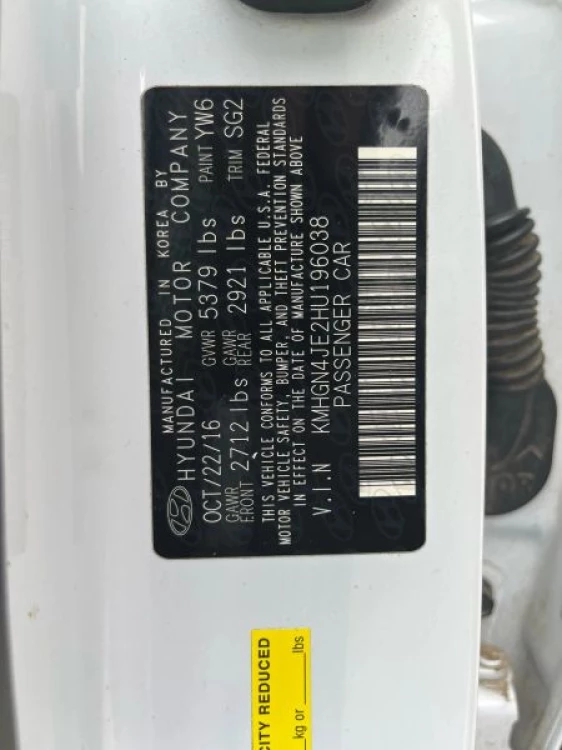 MANUFACTURED IN KOREA BY
HYUNDAI MOTOR COMPANY
OCT/22/16 GVWR 5379 lbs PAINT YW6
GAWR FRONT 2712 lbs GAWR REAR 2921 lbs TRIM SG2
THIS VEHICLE CONFORMS TO ALL APPLICABLE U.S.A. FEDERAL
MOTOR VEHICLE SAFETY, BUMPER, AND THEFT PREVENTION STANDARDS
IN EFFECT ON THE DATE OF MANUFACTURE SHOWN ABOVE
V.I.N KMHGN4JE2HU196038
PASSENGER CAR
CITY REDUCED
kg or lbs